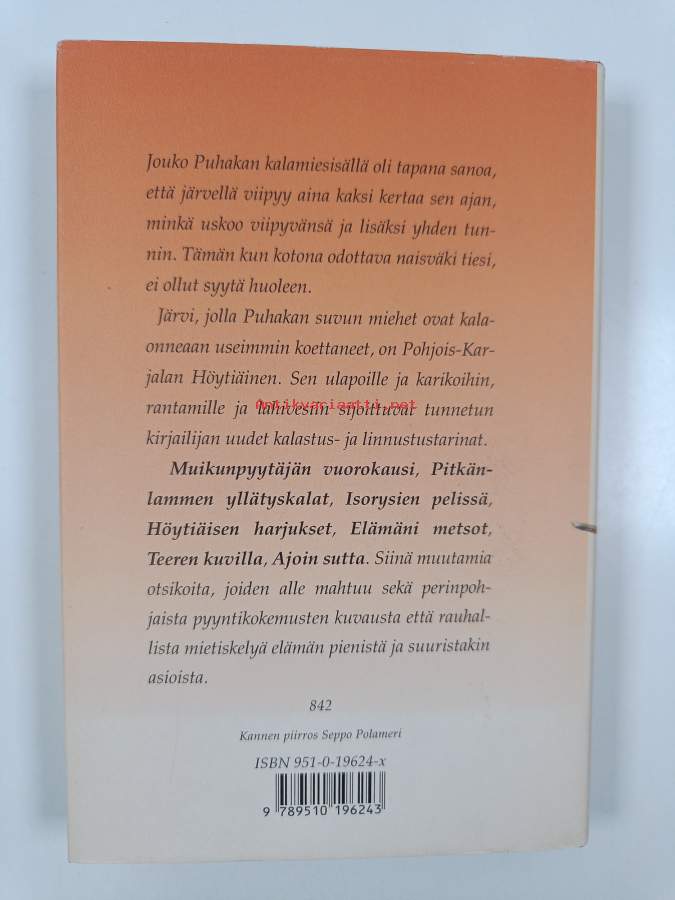 Jouko Puhakan kalamiesisällä oli tapana sanoa,
että järvellä viipyy aina kaksi kertaa sen ajan,
minkä uskoo viipyvänsä ja lisäksi yhden tun-
nin. Tämän kun kotona odottava naisväki tiesi,
ei ollut syytä huoleen.
Järvi, jolla Puhakan suvun miehet ovat kala-
onneaan useimmin koettaneet, on Pohjois-Kar-
jalan Höytiäinen. Sen ulapoille ja karikoihin,
Antikvariaatti.net
rantamille ja lähivesiin sijoittuvat tunnetun
kirjailijan uudet kalastus- ja linnustustarinat.
Muikunpyytäjän vuorokausi, Pitkän-
lammen yllätyskalat, Isorysien pelissä,
Höytiäisen harjukset, Elämäni metsot,
Teeren kuvilla, Ajoin sutta. Siinä muutamia
otsikoita, joiden alle mahtuu sekä perinpoh-
jaista pyyntikokemusten kuvausta että rauhal-
lista mietiskelyä elämän pienistä ja suuristakin
asioista.
842
Kannen piirros Seppo Polameri
ISBN 951-0-19624-x
9 789510 196243